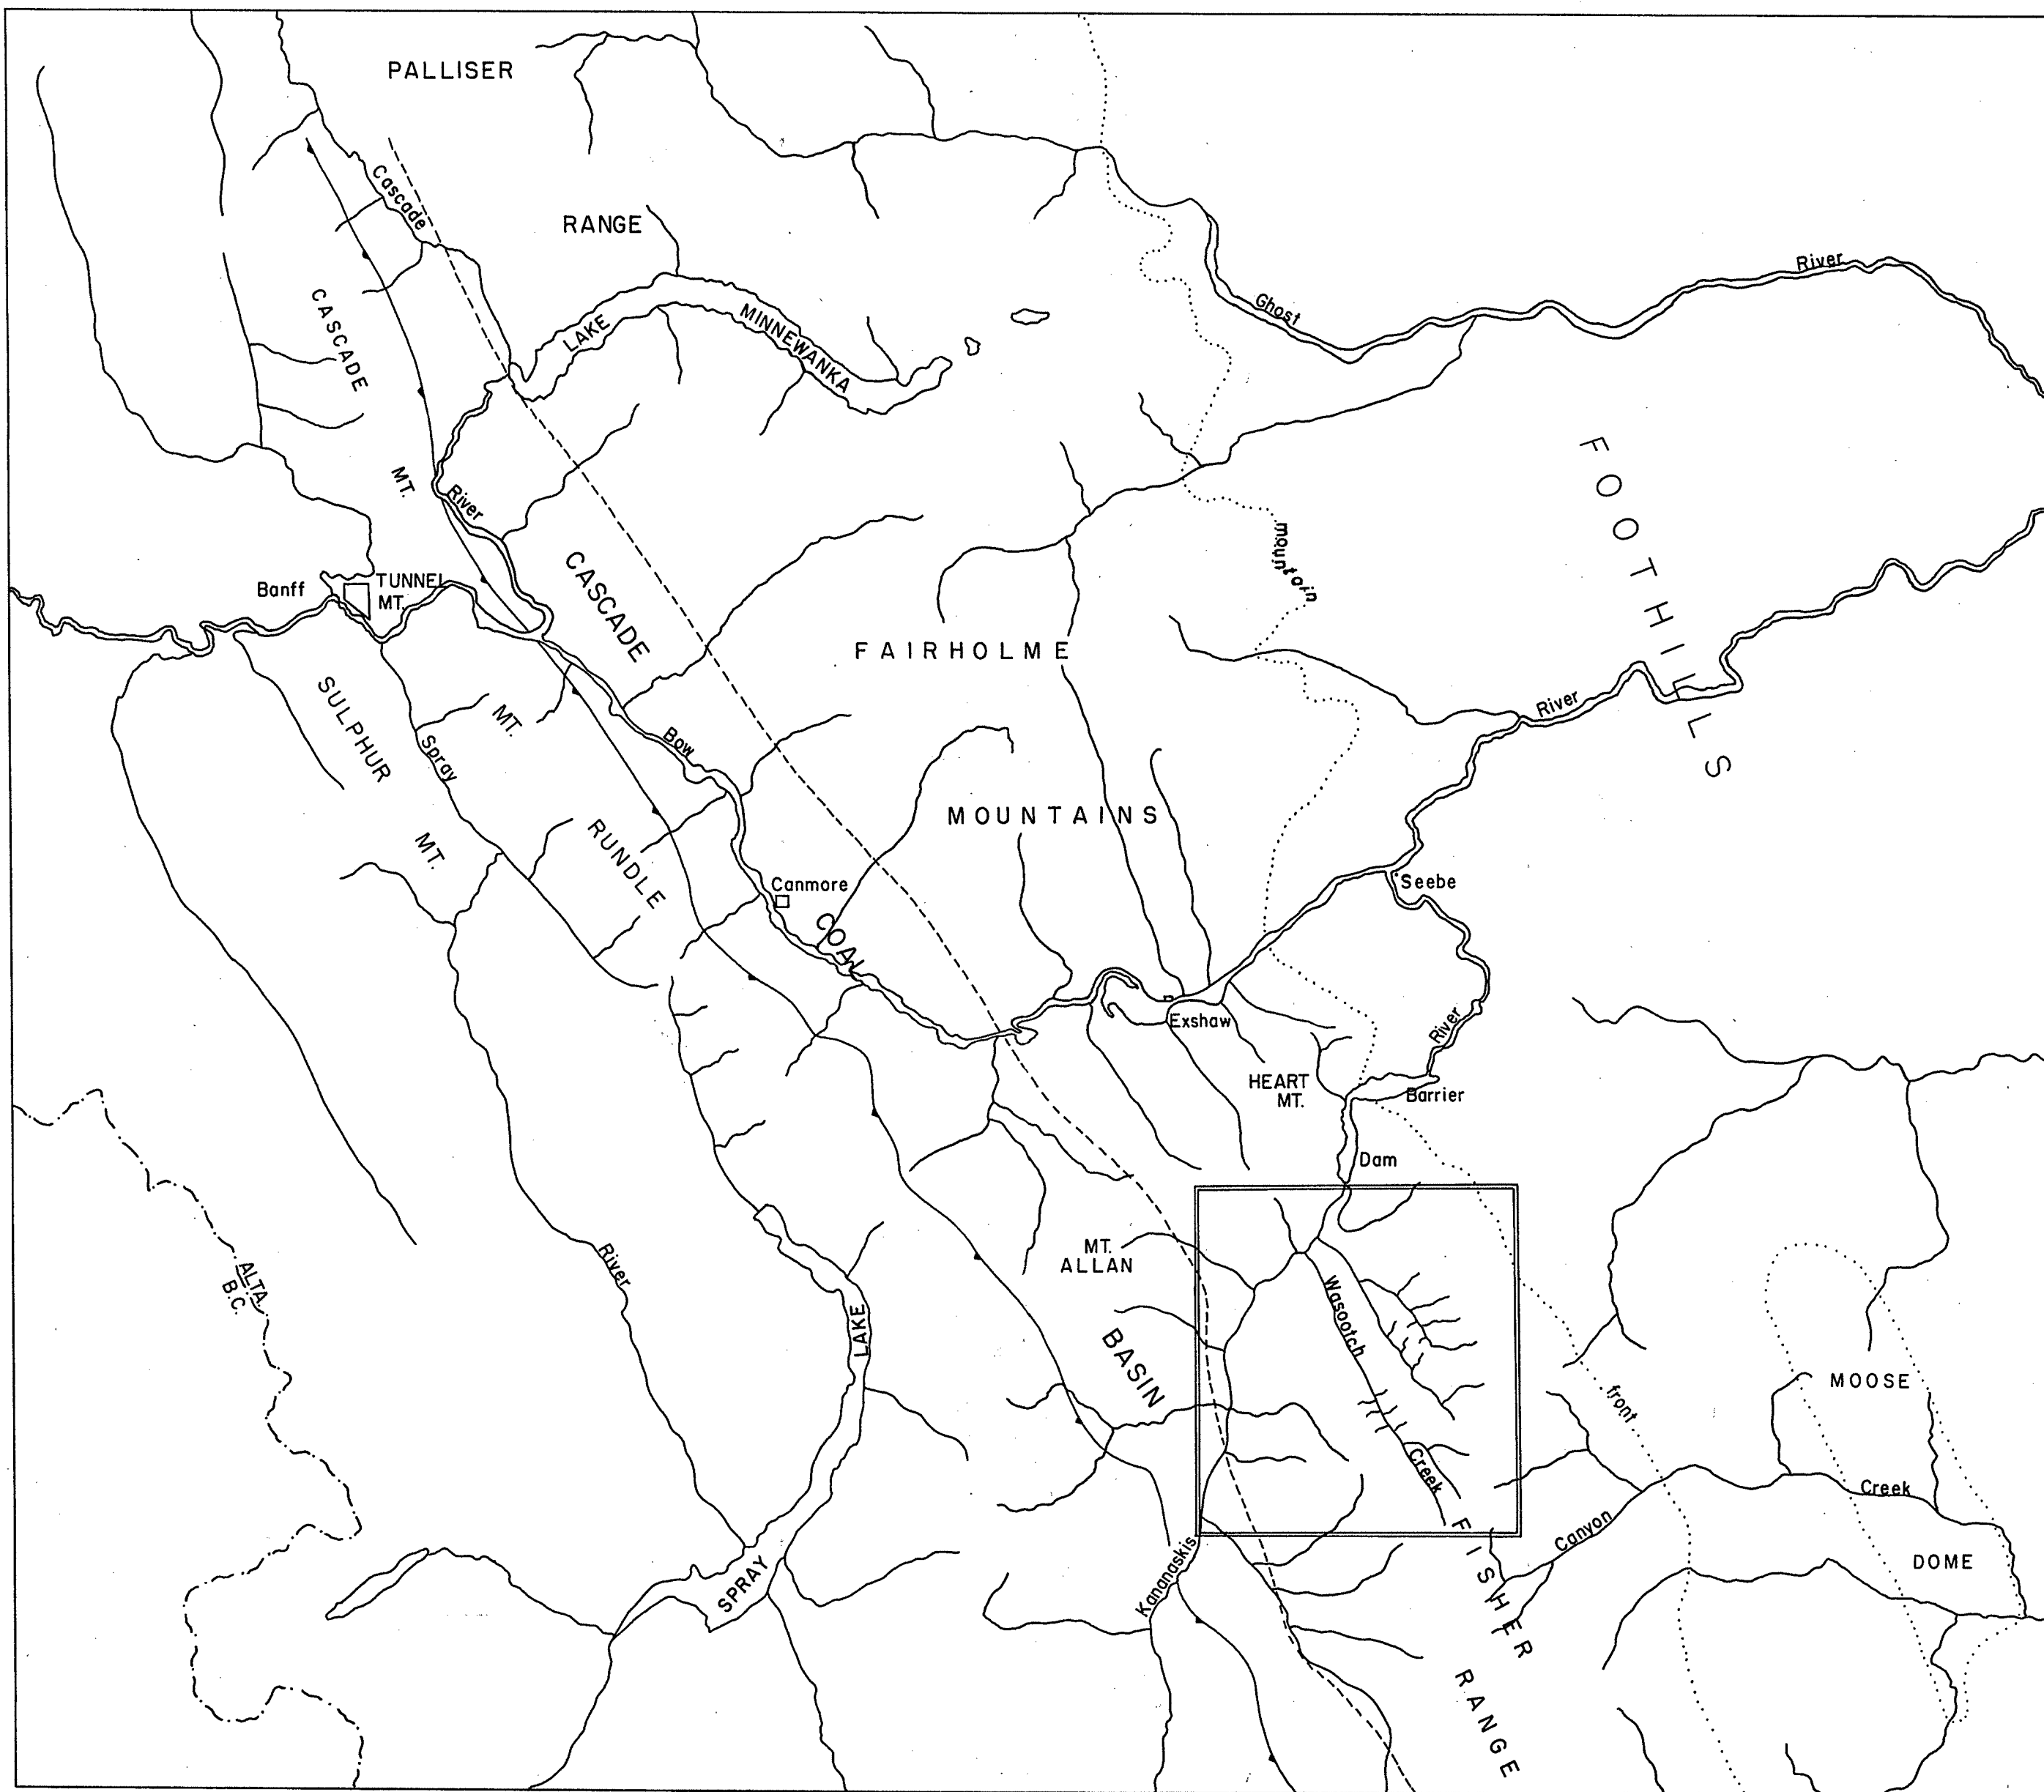 PALLISER
RANGE
Cascade
CASCADE
MT.
LAKE
MINNEWANKA
Ghost
River
River
FOOTHILLS
mountain
Banff
TUNNEL
MT.
CASCADE
FAIRHOLME
MOUNTAINS
SULPHUR
MT.
Spray
MT.
RUNDLE
Bow
River
Canmore
COAL
Seebe
Exshaw
River
HEART
MT.
Barrier
Dam
ALTA.
B.C.
River
LAKE
MT.
ALLAN
BASIN
Wasootch
Creek
front
MOOSE
Creek
Canyon
DOME
SPRAY
Kananaskis
FISHER
RANGE